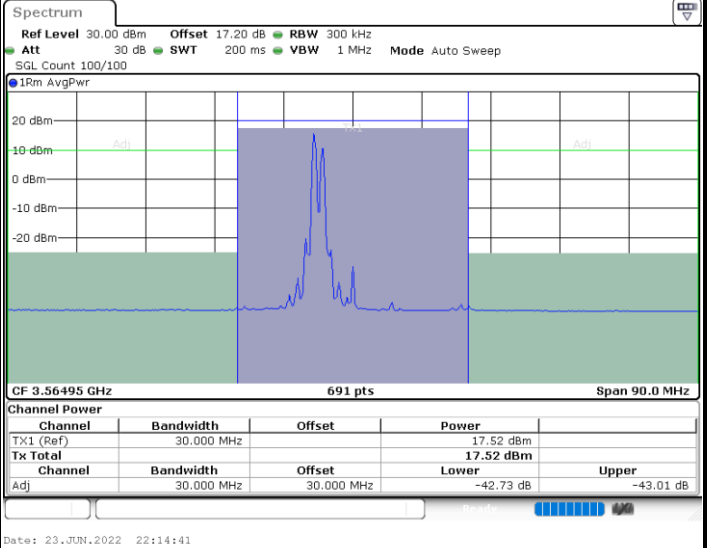 Spectrum
Ref Level 30.00 dBm Offset 17.20 dB RBW 300 kHz
Att 30 dB SWT 200 ms VBW 1 MHz Mode Auto Sweep
SGL Count 100/100
1Rm AvgPwr
TX1
20 dBm
Adj Adj
10 dBm
0 dBm
-10 dBm
-20 dBm
CF 3.56495 GHz 691 pts Span 90.0 MHz
Channel Power
Channel Bandwidth Offset Power
TX1 (Ref) 30.000 MHz 17.52 dBm
Tx Total 17.52 dBm
Channel Bandwidth Offset Lower Upper
Adj 30.000 MHz 30.000 MHz -42.73 dB -43.01 dB
Ready
Date: 23.JUN.2022 22:14:41